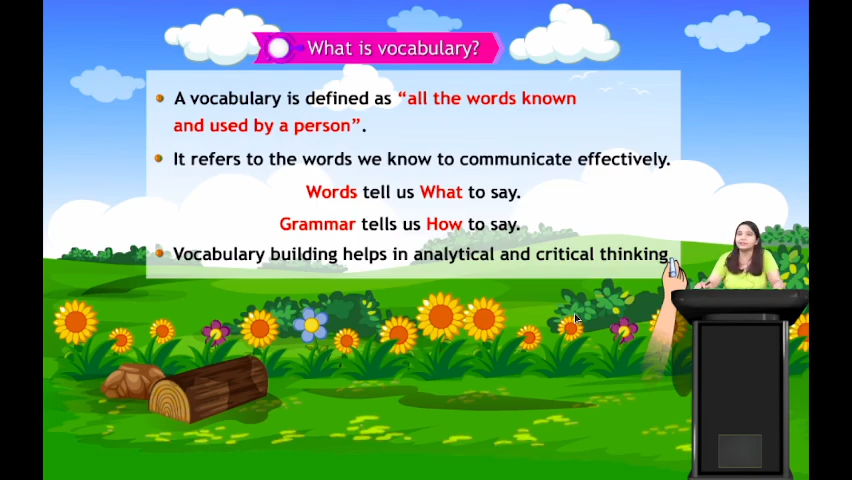 What is vocabulary?
A vocabulary is defined as “all the words known
and used by a person”.
It refers to the words we know to communicate effectively.
Words tell us What to say.
Grammar tells us How to say.
Vocabulary building helps in analytical and critical thinking